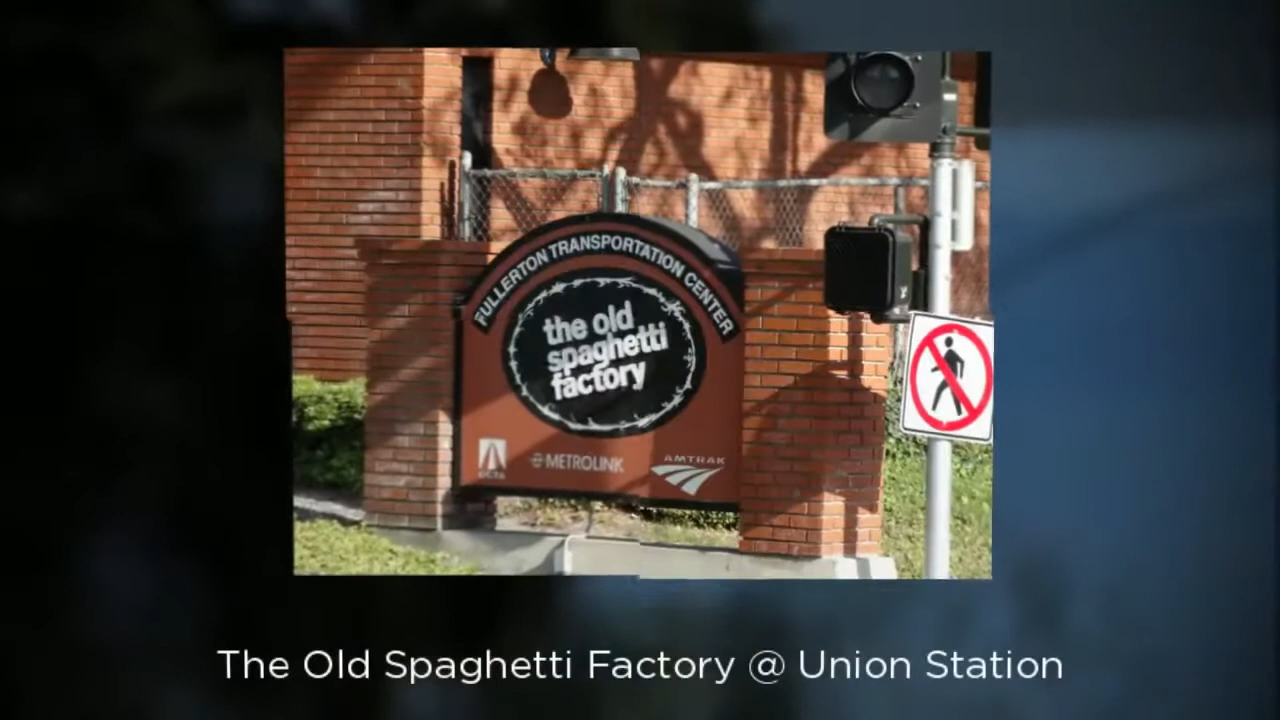 FULLERTON TRANSPORTATION CENTER
the old
spaghetti
factory
OCTA
METROLINK
AMTRAK
The Old Spaghetti Factory @ Union Station